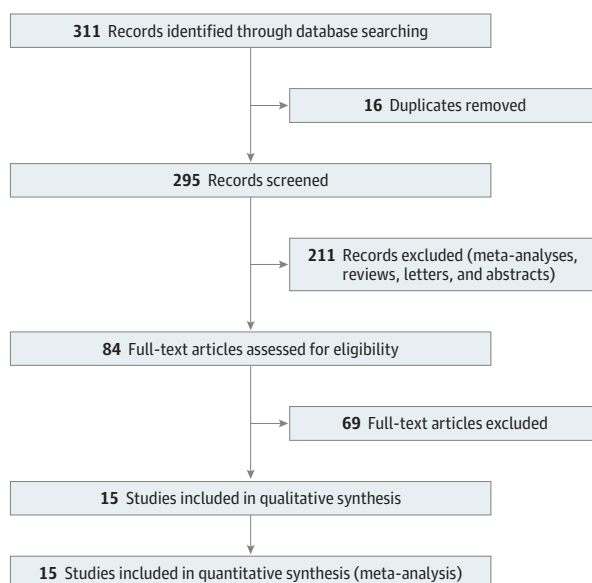 311 Records identified through database searching
16 Duplicates removed
295 Records screened
211 Records excluded (meta-analyses,
reviews, letters, and abstracts)
84 Full-text articles assessed for eligibility
69 Full-text articles excluded
15 Studies included in qualitative synthesis
15 Studies included in quantitative synthesis (meta-analysis)